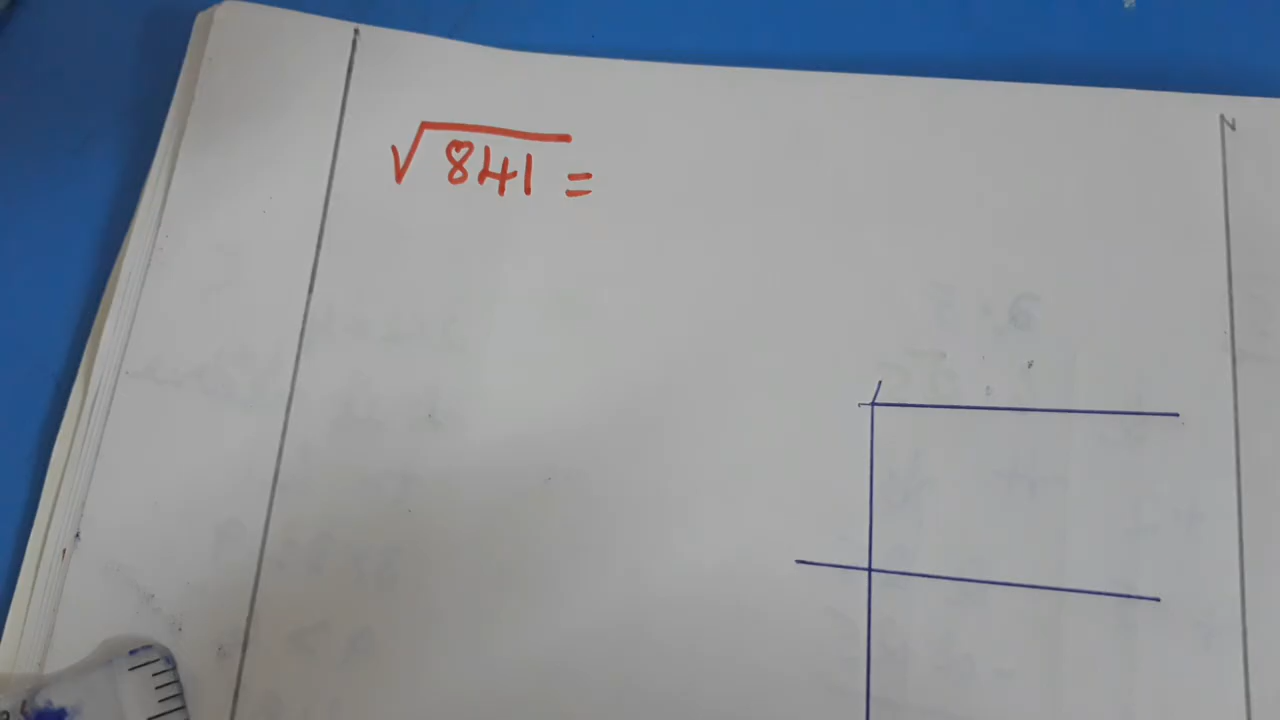 √841 =